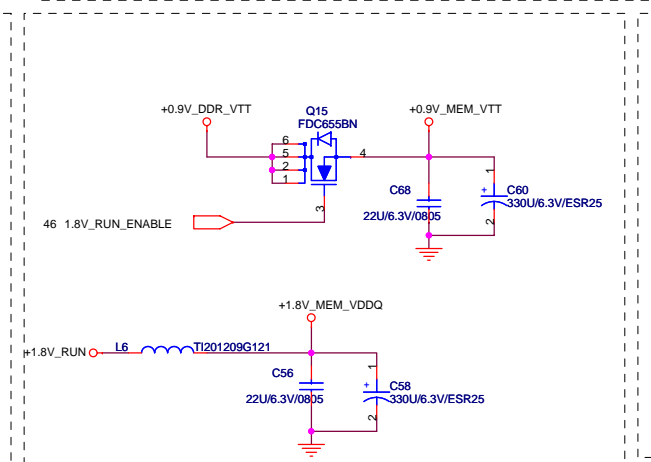 +0.9V_DDR_VTT
Q15
FDC655BN
+0.9V_MEM_VTT
6
5
2
1
4
3
46 1.8V_RUN_ENABLE
C68
22U/6.3V/0805
1
+
C60
330U/6.3V/ESR25
2
+1.8V_MEM_VDDQ
+1.8V_RUN
L6
TI201209G121
C56
22U/6.3V/0805
1
+
C58
330U/6.3V/ESR25
2